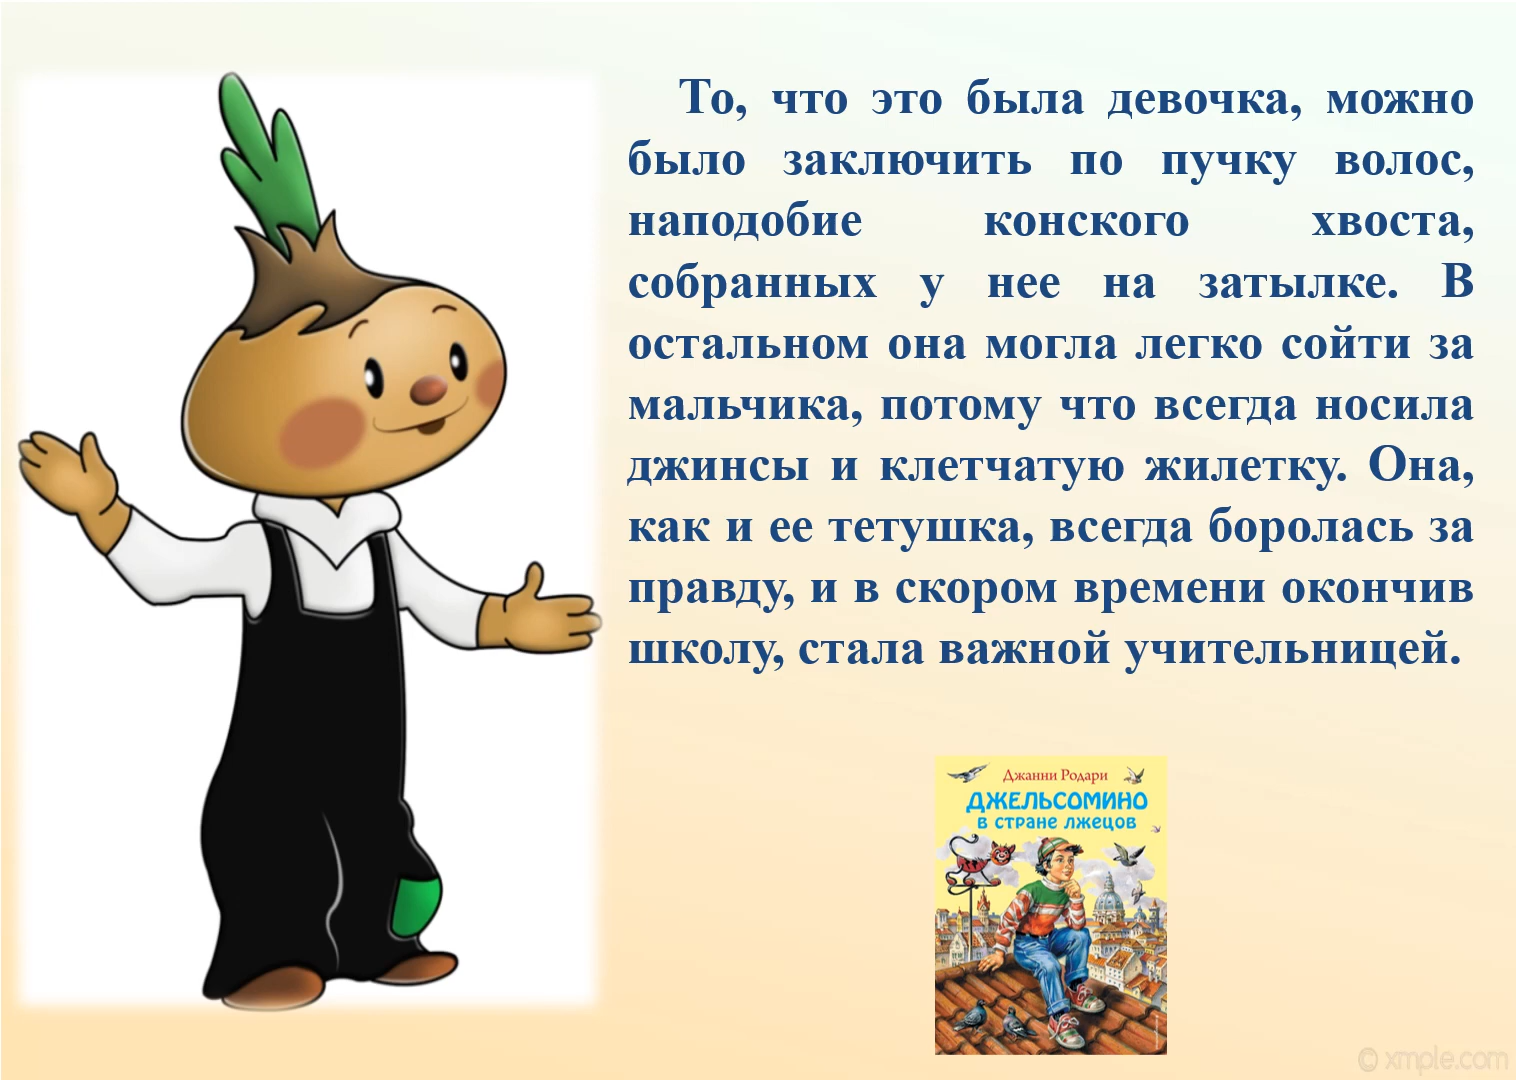 То, что это была девочка, можно
было заключить по пучку волос,
наподобие конского хвоста,
собранных у нее на затылке. В
остальном она могла легко сойти за
мальчика, потому что всегда носила
джинсы и клетчатую жилетку. Она,
как и ее тетушка, всегда боролась за
правду, и в скором времени окончив
школу, стала важной учительницей.
Джанни Родари
ДЖЕЛЬСОМИНО
в стране лжецов
© xmple.com